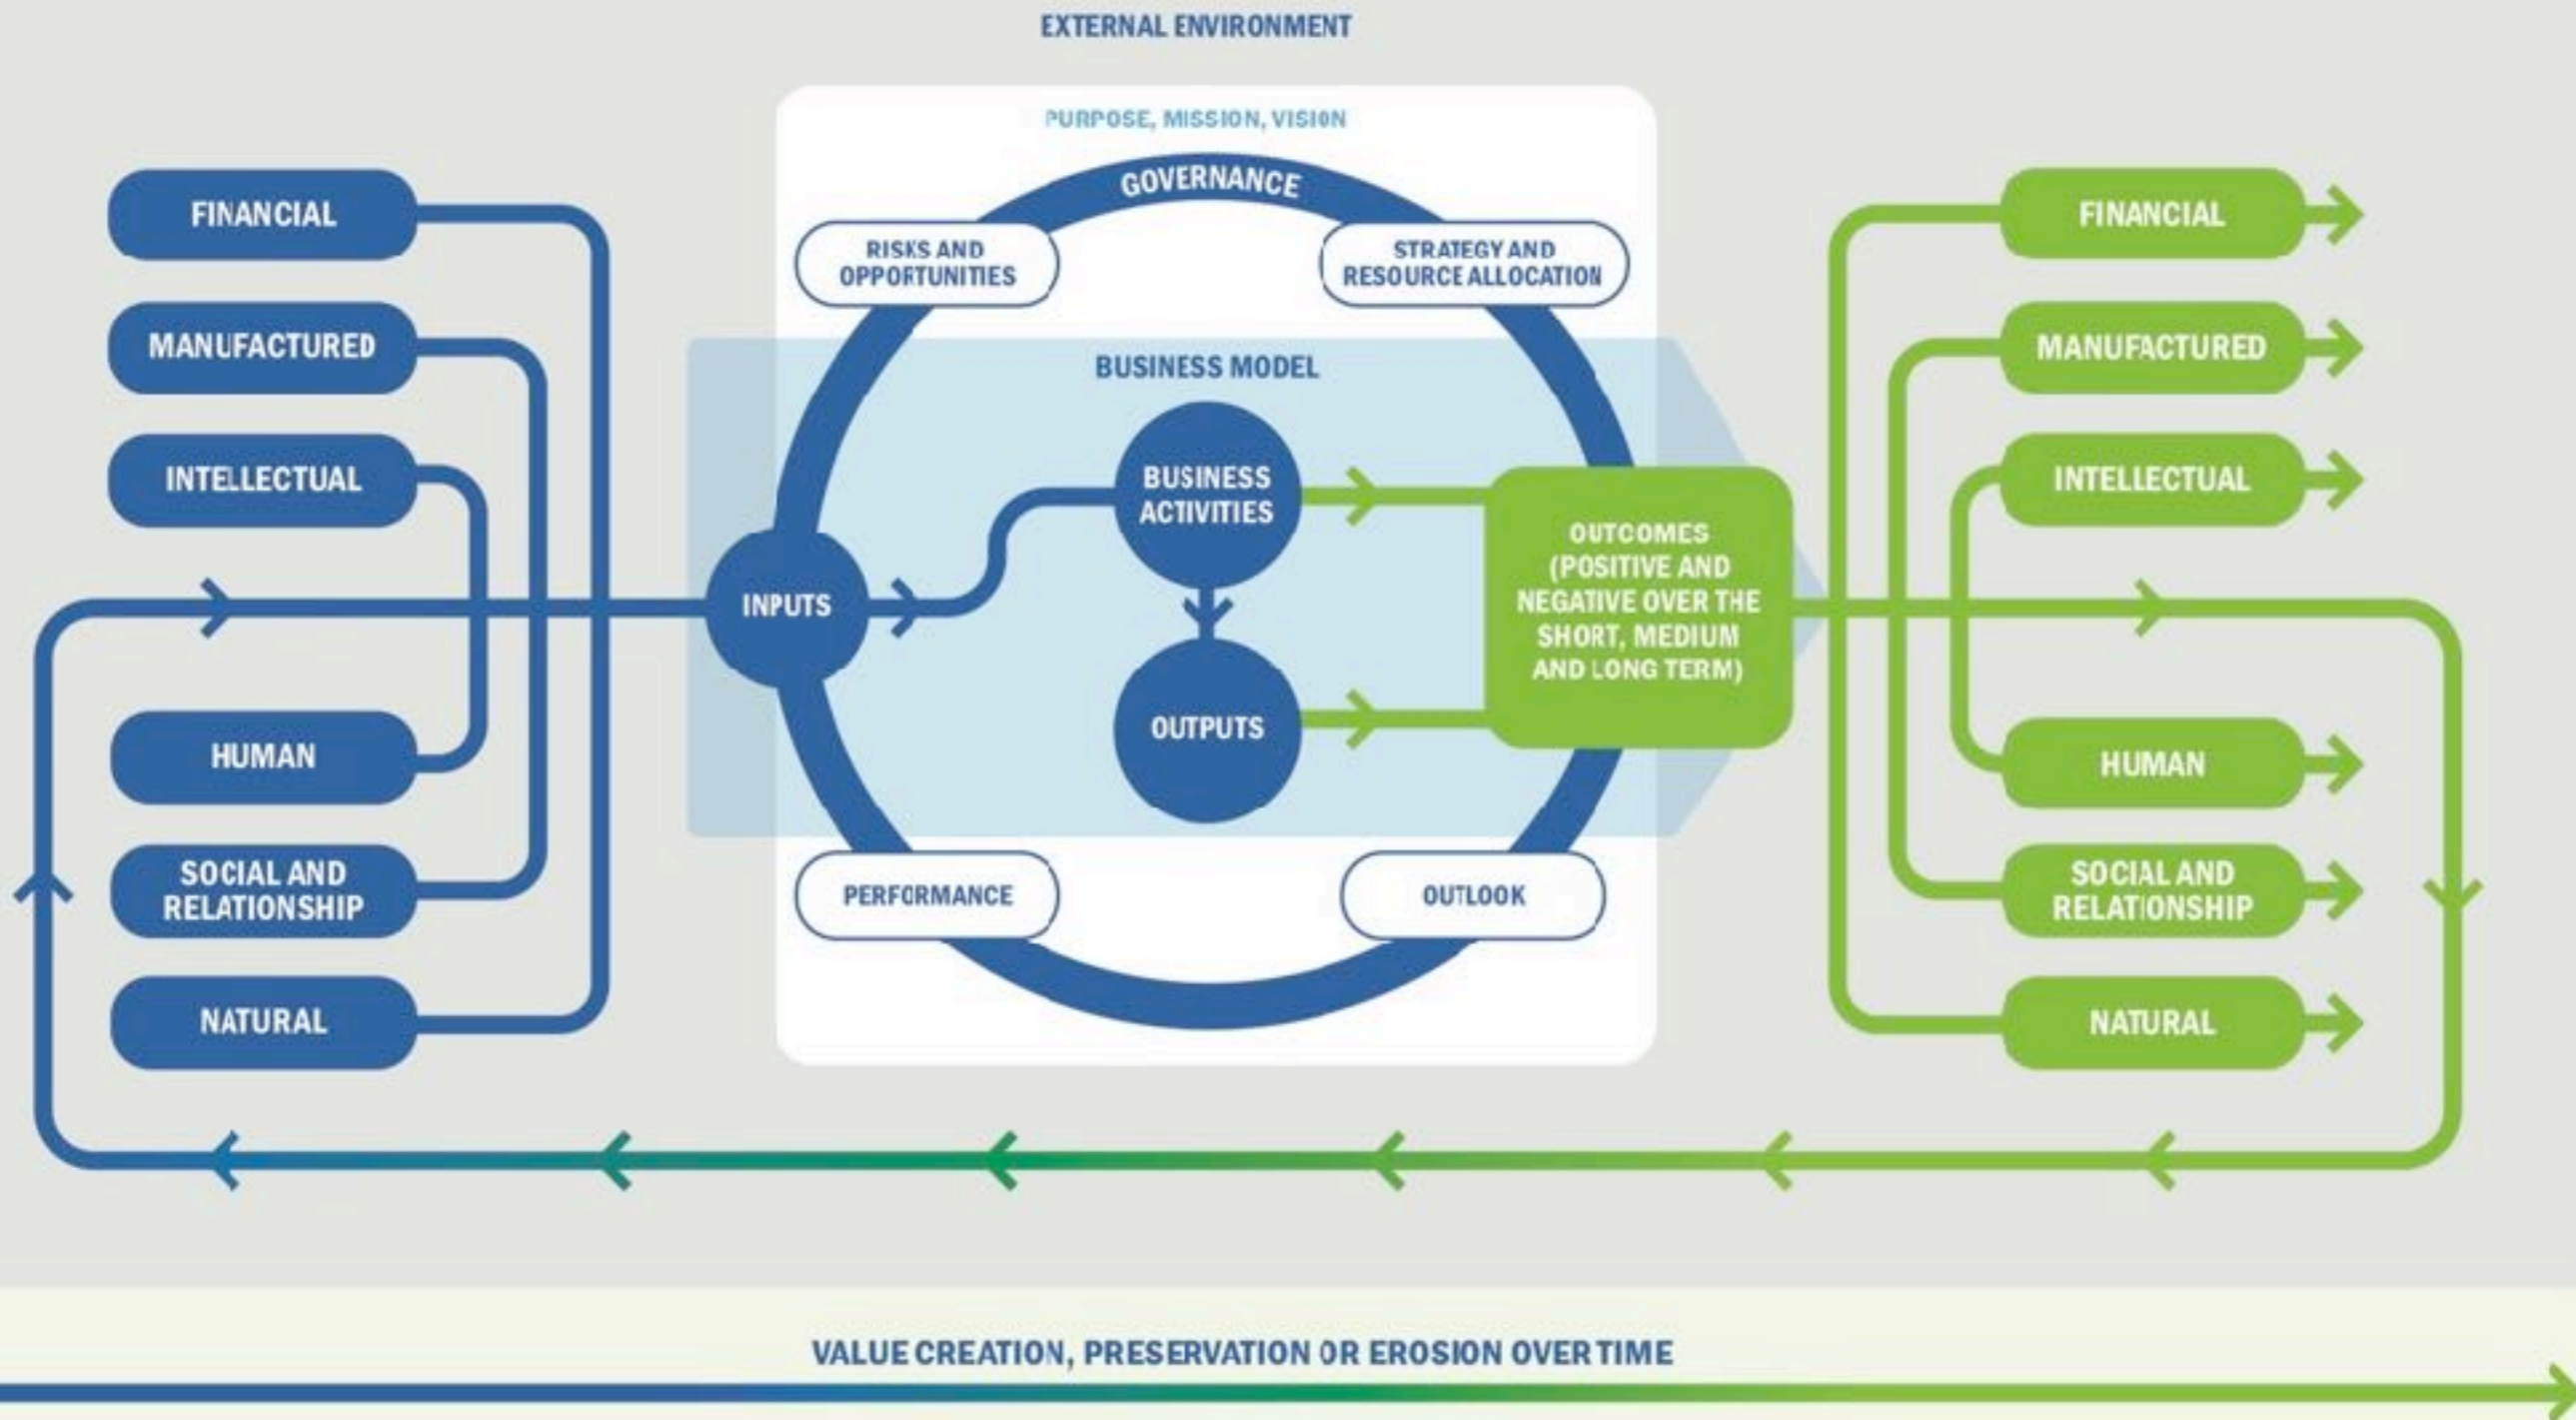 EXTERNAL ENVIRONMENT
PURPOSE, MISSION, VISION
GOVERNANCE
FINANCIAL
MANUFACTURED
INTELLECTUAL
HUMAN
SOCIAL AND
RELATIONSHIP
NATURAL
RISKS AND
OPPORTUNITIES
STRATEGY AND
RESOURCE ALLOCATION
BUSINESS MODEL
INPUTS
BUSINESS
ACTIVITIES
OUTPUTS
OUTCOMES
(POSITIVE AND
NEGATIVE OVER THE
SHORT, MEDIUM
AND LONG TERM)
PERFORMANCE
OUTLOOK
FINANCIAL
MANUFACTURED
INTELLECTUAL
HUMAN
SOCIAL AND
RELATIONSHIP
NATURAL
VALUE CREATION, PRESERVATION OR EROSION OVER TIME